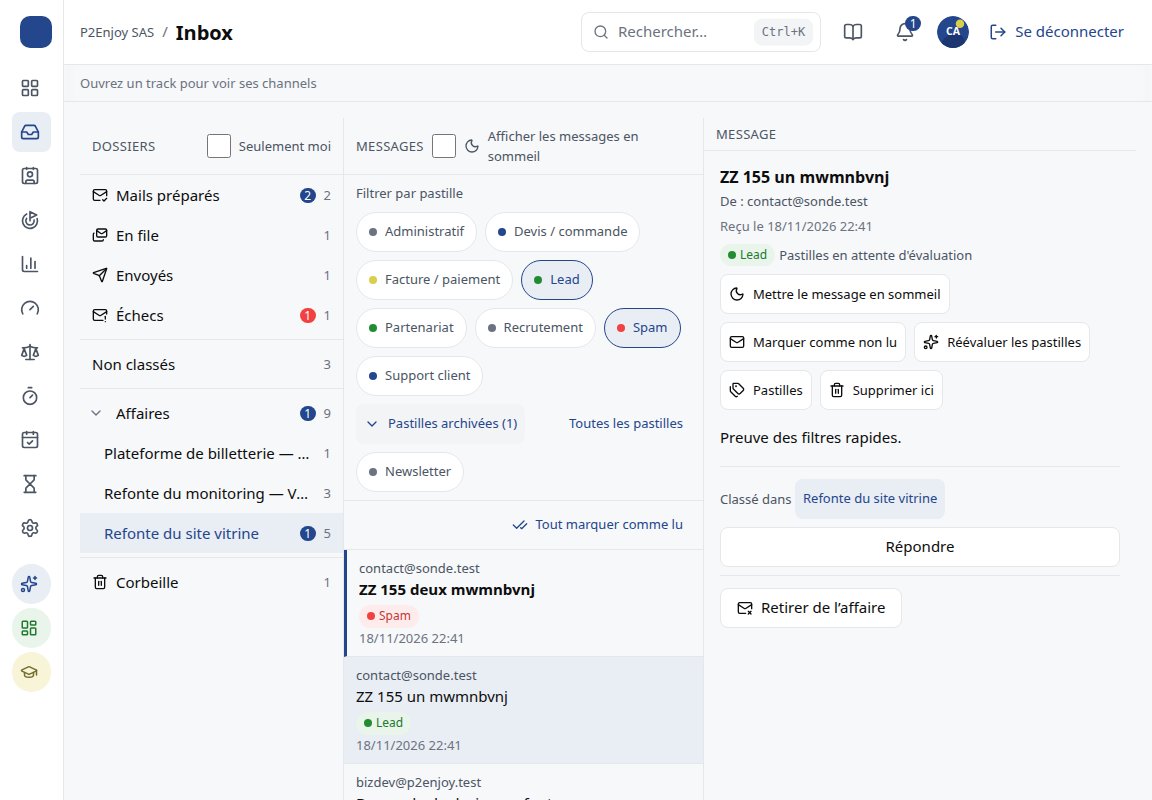 P2Enjoy SAS / Inbox
Rechercher… Ctrl+K
1
CA
Se déconnecter
Ouvrez un track pour voir ses channels
DOSSIERS
Seulement moi
Mails préparés 2 2
En file 1
Envoyés 1
Échecs 1 1
Non classés 3
Affaires 1 9
Plateforme de billetterie — … 1
Refonte du monitoring — V… 3
Refonte du site vitrine 1 5
Corbeille 1
MESSAGES
Afficher les messages en
sommeil
Filtrer par pastille
Administratif
Devis / commande
Facture / paiement
Lead
Partenariat
Recrutement
Spam
Support client
Pastilles archivées (1)
Toutes les pastilles
Newsletter
Tout marquer comme lu
contact@sonde.test
ZZ 155 deux mwmnbvnj
Spam
18/11/2026 22:41
contact@sonde.test
ZZ 155 un mwmnbvnj
Lead
18/11/2026 22:41
bizdev@p2enjoy.test
MESSAGE
ZZ 155 un mwmnbvnj
De : contact@sonde.test
Reçu le 18/11/2026 22:41
Lead Pastilles en attente d'évaluation
Mettre le message en sommeil
Marquer comme non lu
Réévaluer les pastilles
Pastilles
Supprimer ici
Preuve des filtres rapides.
Classé dans Refonte du site vitrine
Répondre
Retirer de l’affaire